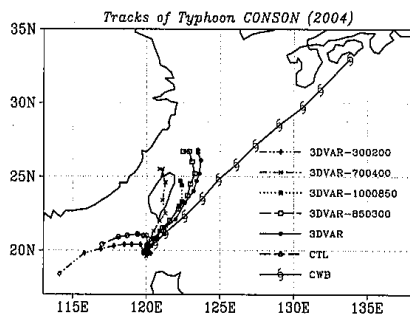 Tracks of Typhoon CONSON (2004)
35N
30N
25N
20N
3DVAR-300200
3DVAR-700400
3DVAR-1000850
3DVAR-850300
3DVAR
CTL
CWB
115E 120E 125E 130E 135E